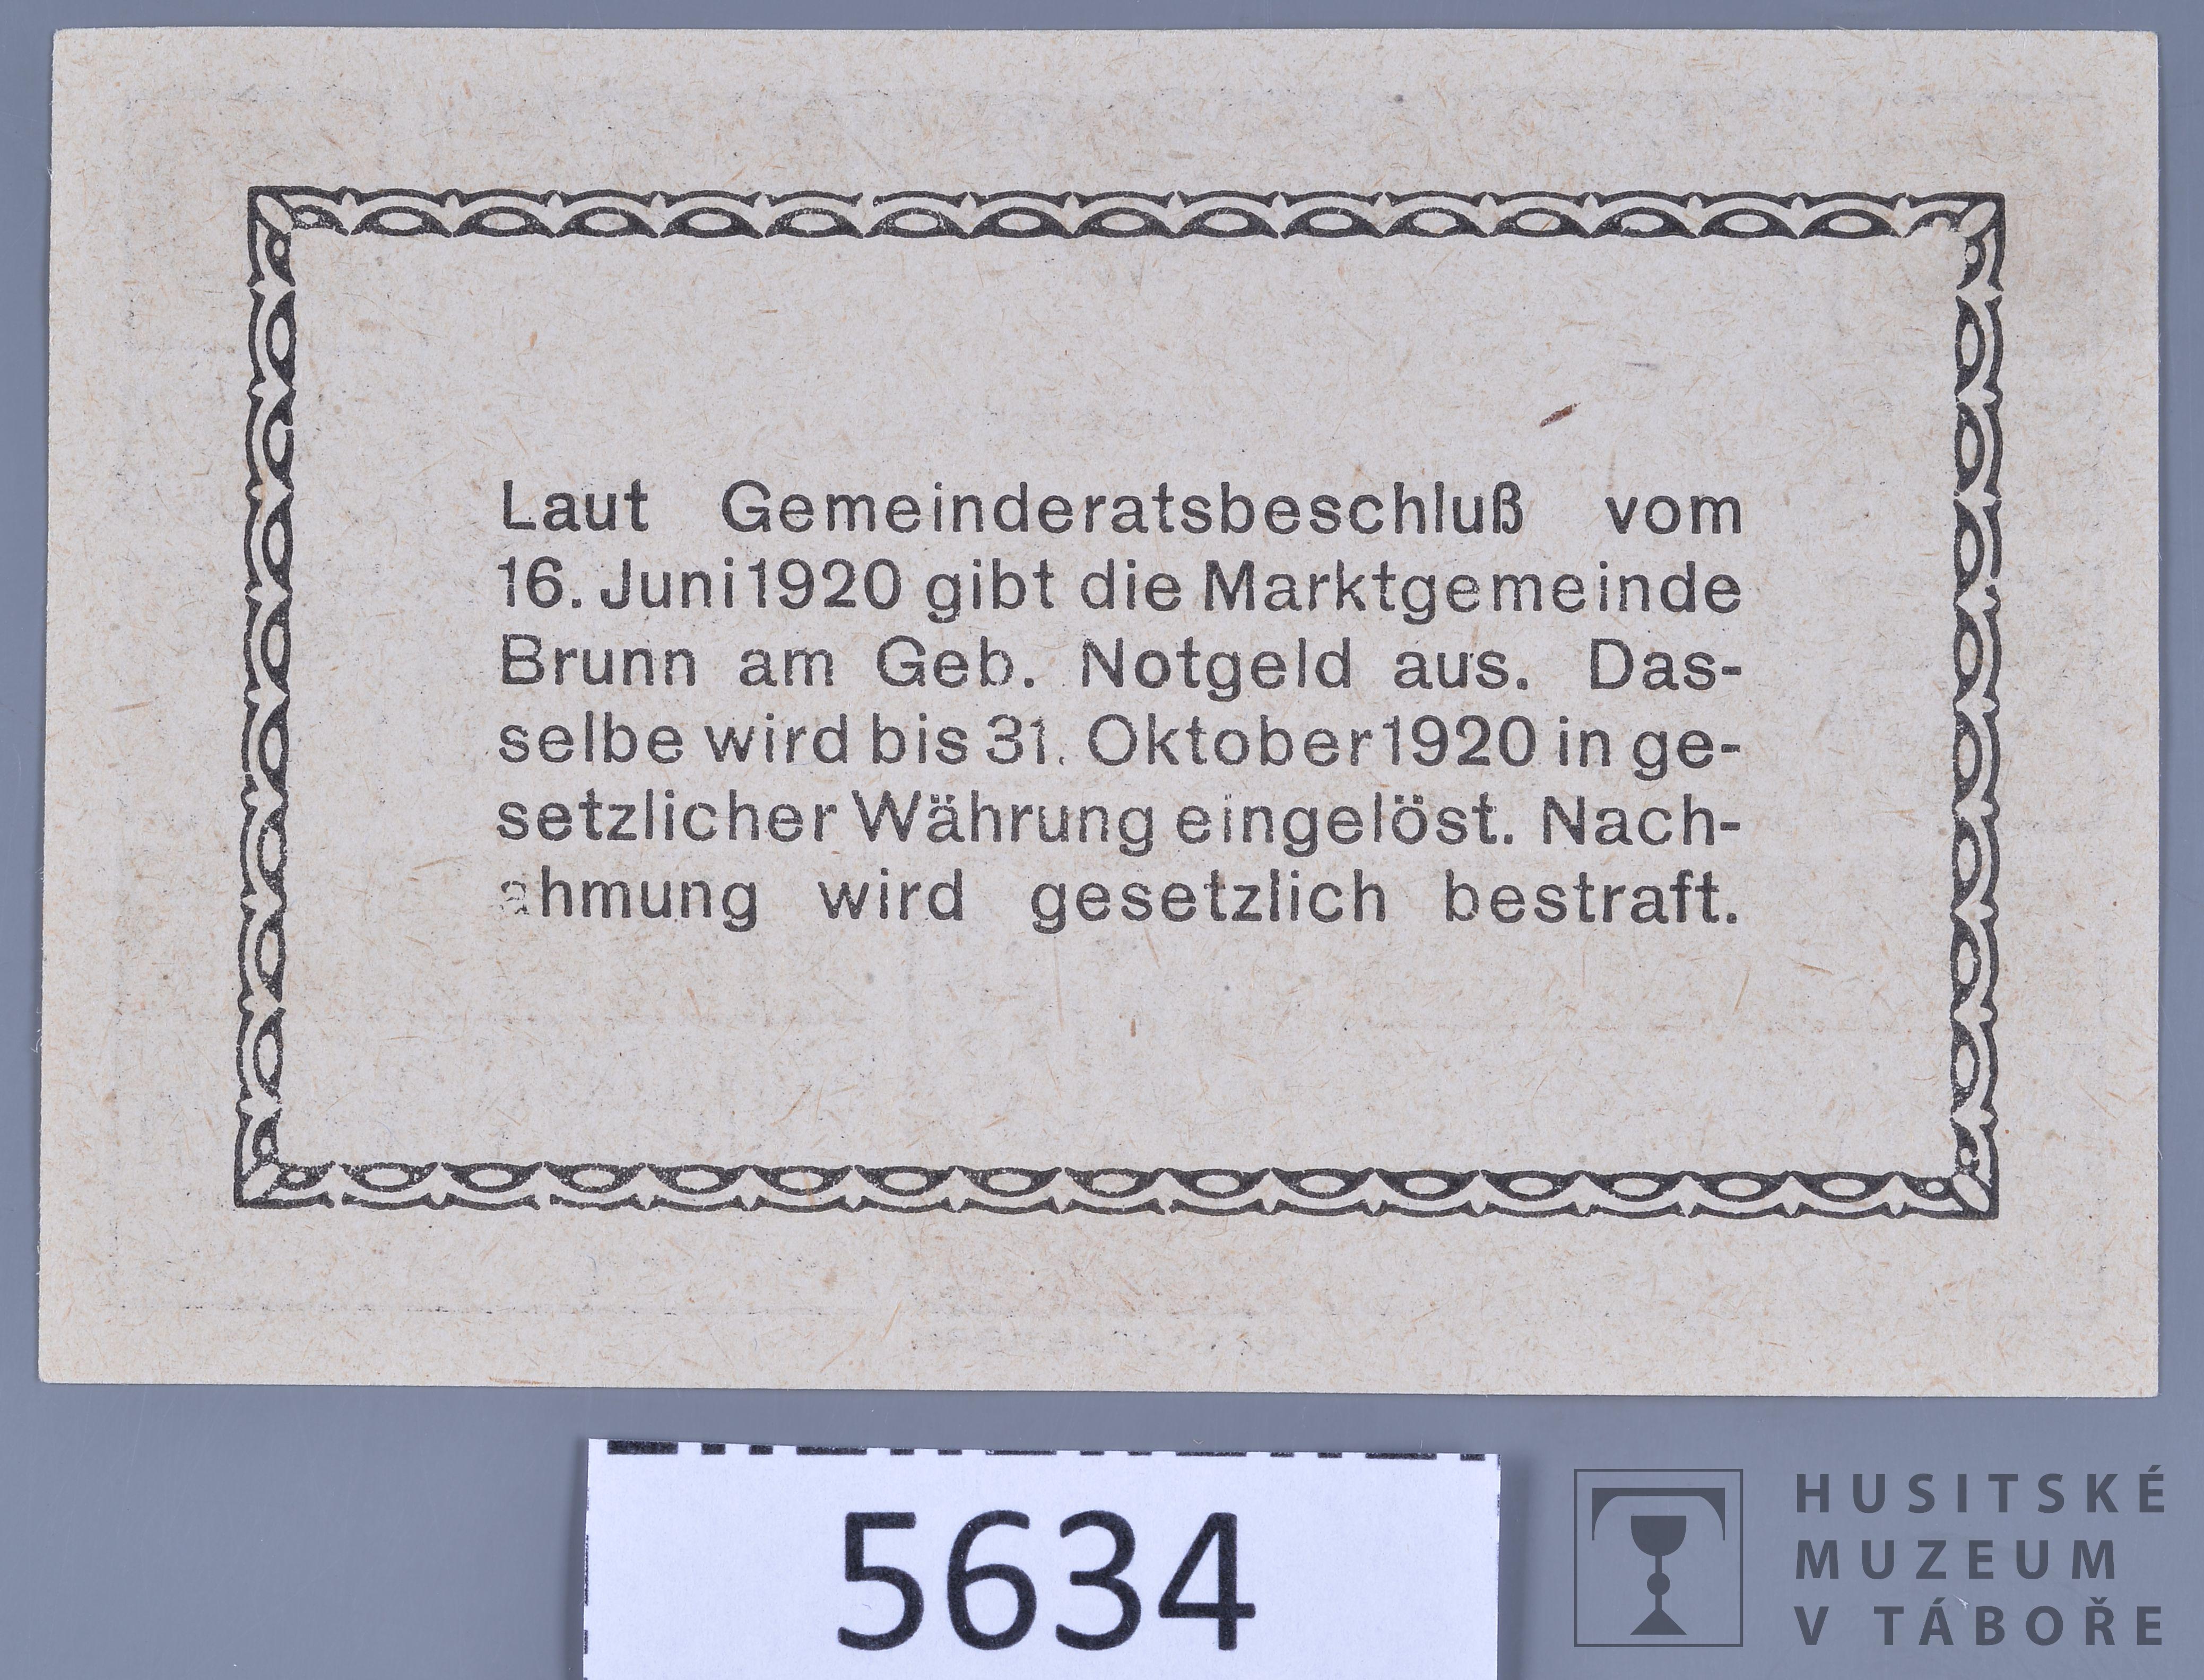 Laut Gemeinderatsbeschluß vom
16. Juni 1920 gibt die Marktgemeinde
Brunn am Geb. Notgeld aus. Das-
selbe wird bis 31. Oktober 1920 in ge-
setzlicher Währung eingelöst. Nach-
ahmung wird gesetzlich bestraft.
5634
HUSITSKÉ
MUZEUM
V TÁBOŘE